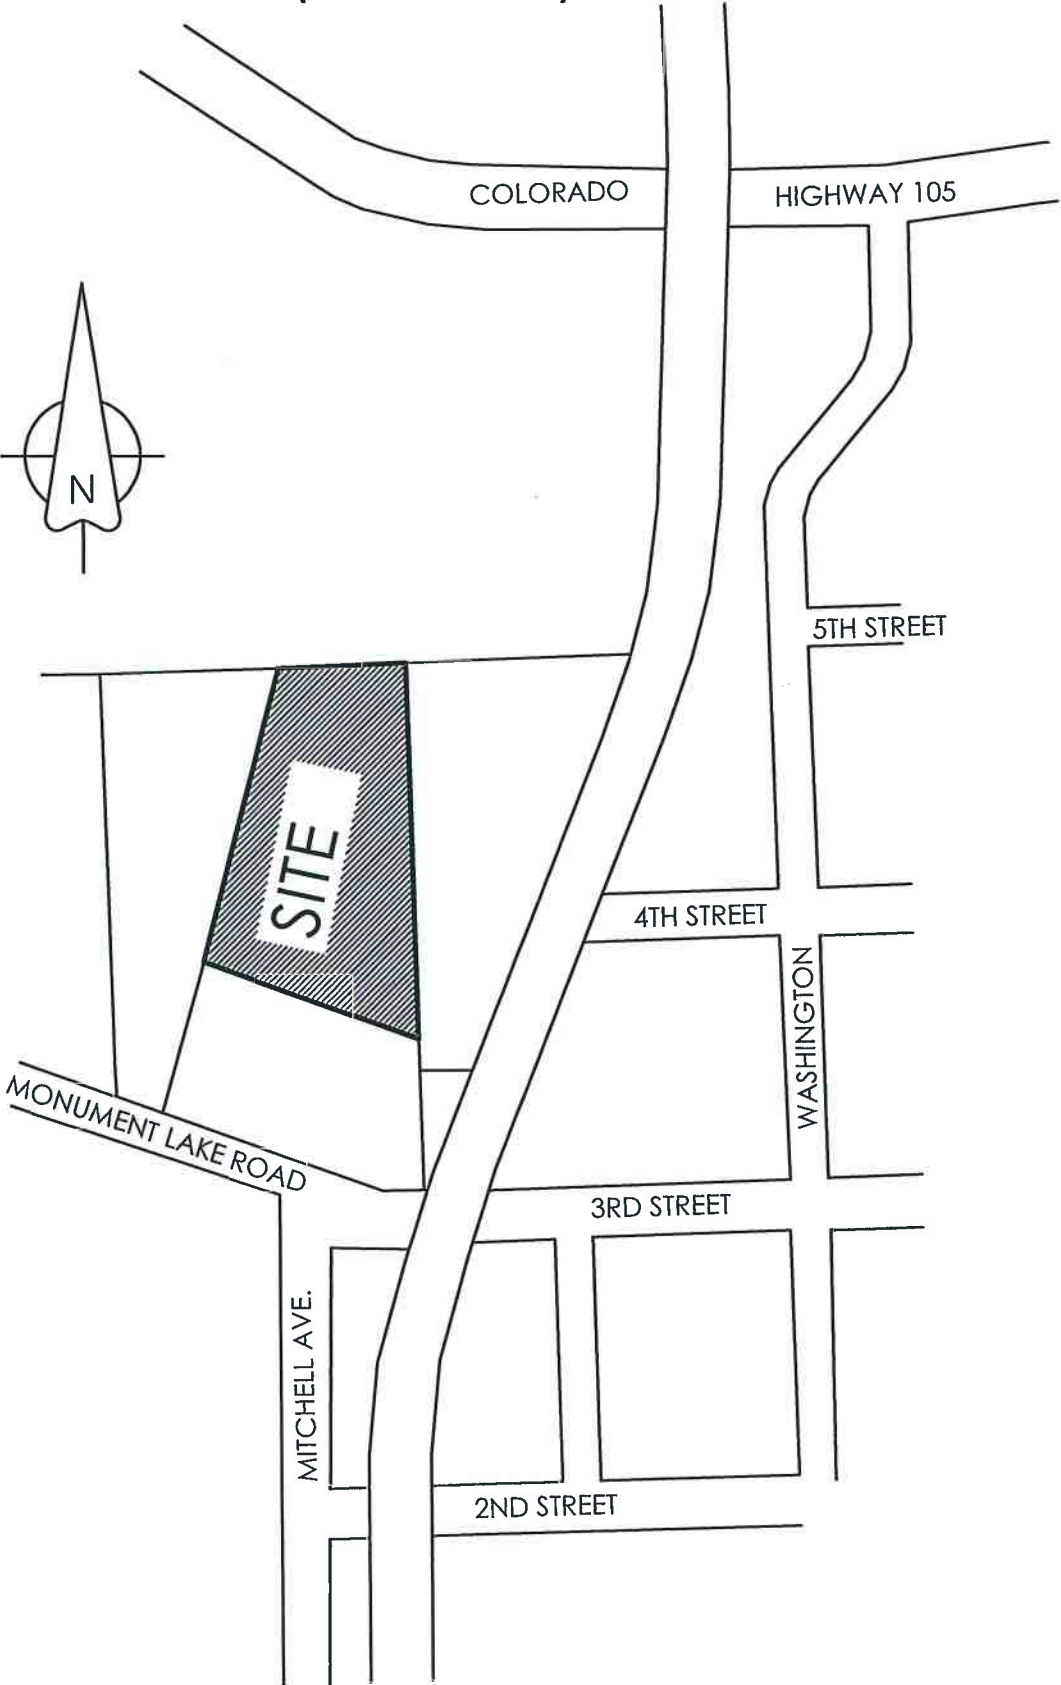 COLORADO
HIGHWAY 105
N
5TH STREET
SITE
4TH STREET
WASHINGTON
MONUMENT LAKE ROAD
3RD STREET
MITCHELL AVE.
2ND STREET